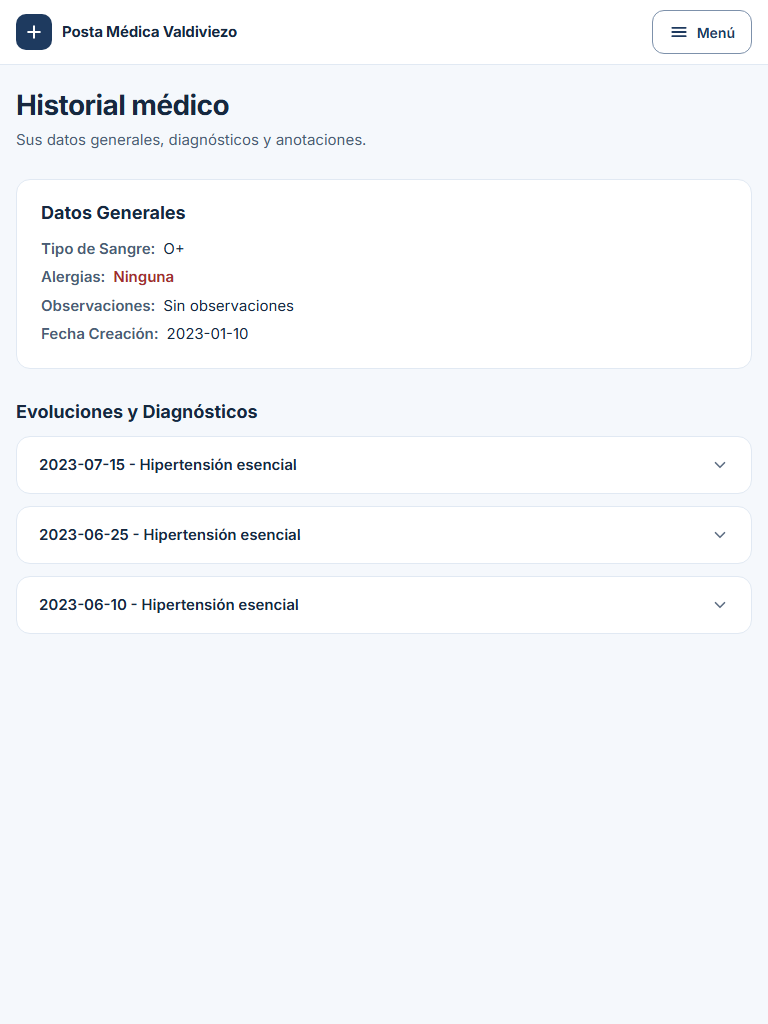 Posta Médica Valdiviezo
Menú
Historial médico
Sus datos generales, diagnósticos y anotaciones.
Datos Generales
Tipo de Sangre: O+
Alergias: Ninguna
Observaciones: Sin observaciones
Fecha Creación: 2023-01-10
Evoluciones y Diagnósticos
2023-07-15 - Hipertensión esencial
2023-06-25 - Hipertensión esencial
2023-06-10 - Hipertensión esencial